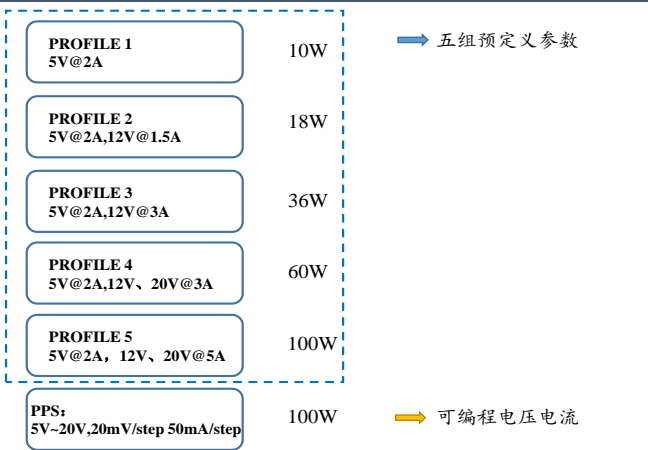 PROFILE 1
5V@2A
10W
五组预定义参数
PROFILE 2
5V@2A,12V@1.5A
18W
PROFILE 3
5V@2A,12V@3A
36W
PROFILE 4
5V@2A,12V、20V@3A
60W
PROFILE 5
5V@2A，12V、20V@5A
100W
PPS：
5V~20V,20mV/step 50mA/step
100W
可编程电压电流